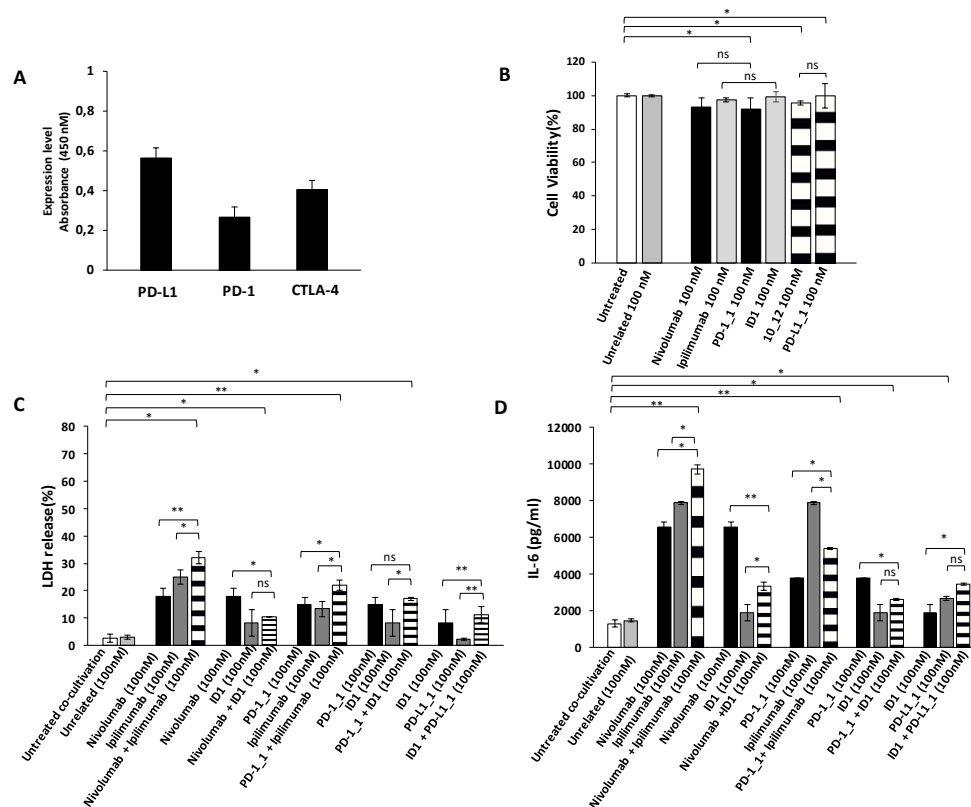 A
Expression level
Absorbance (450 nM)
1
0,8
0,6
0,4
0,2
0
PD-L1 PD-1 CTLA-4
B
*
*
*
ns
ns
ns
Cell Viability(%)
120
100
80
60
40
20
0
Untreated
Unrelated 100 nM
Nivolumab 100 nM
Ipilimumab 100 nM
PD-1_1 100 nM
ID1 100 nM
10_12 100 nM
PD-L1_1 100 nM
C
*
**
*
*
LDH release(%)
80
70
60
50
40
30
20
10
0
**
*
*
ns
*
*
ns
*
**
**
Untreated co-cultivation
Unrelated (100nM)
Nivolumab (100nM)
Ipilimumab (100nM)
Nivolumab + Ipilimumab (100nM)
Nivolumab (100nM)
ID1 (100nM)
Nivolumab + ID1 (100nM)
PD-1_1 (100nM)
Ipilimumab (100nM)
PD-1_1 + Ipilimumab (100nM)
PD-1_1 (100nM)
ID1 (100nM)
PD-1_1 + ID1 (100nM)
ID1 (100nM)
PD-L1_1 (100nM)
ID1 + PD-L1_1 (100nM)
D
*
*
**
**
IL-6 (pg/ml)
12000
10000
8000
6000
4000
2000
0
*
*
**
*
*
*
*
ns
*
ns
Untreated co-cultivation
Unrelated (100nM)
Nivolumab (100nM)
Ipilimumab (100nM)
Nivolumab + Ipilimumab (100nM)
Nivolumab (100nM)
ID1 (100nM)
Nivolumab +ID1 (100nM)
PD-1_1 (100nM)
Ipilimumab (100nM)
PD-1_1+ Ipilimumab (100nM)
PD-1_1 (100nM)
ID1 (100nM)
PD-1_1 + ID1 (100nM)
ID1 (100nM)
PD-L1_1 (100nM)
ID1 + PD-L1_1 (100nM)